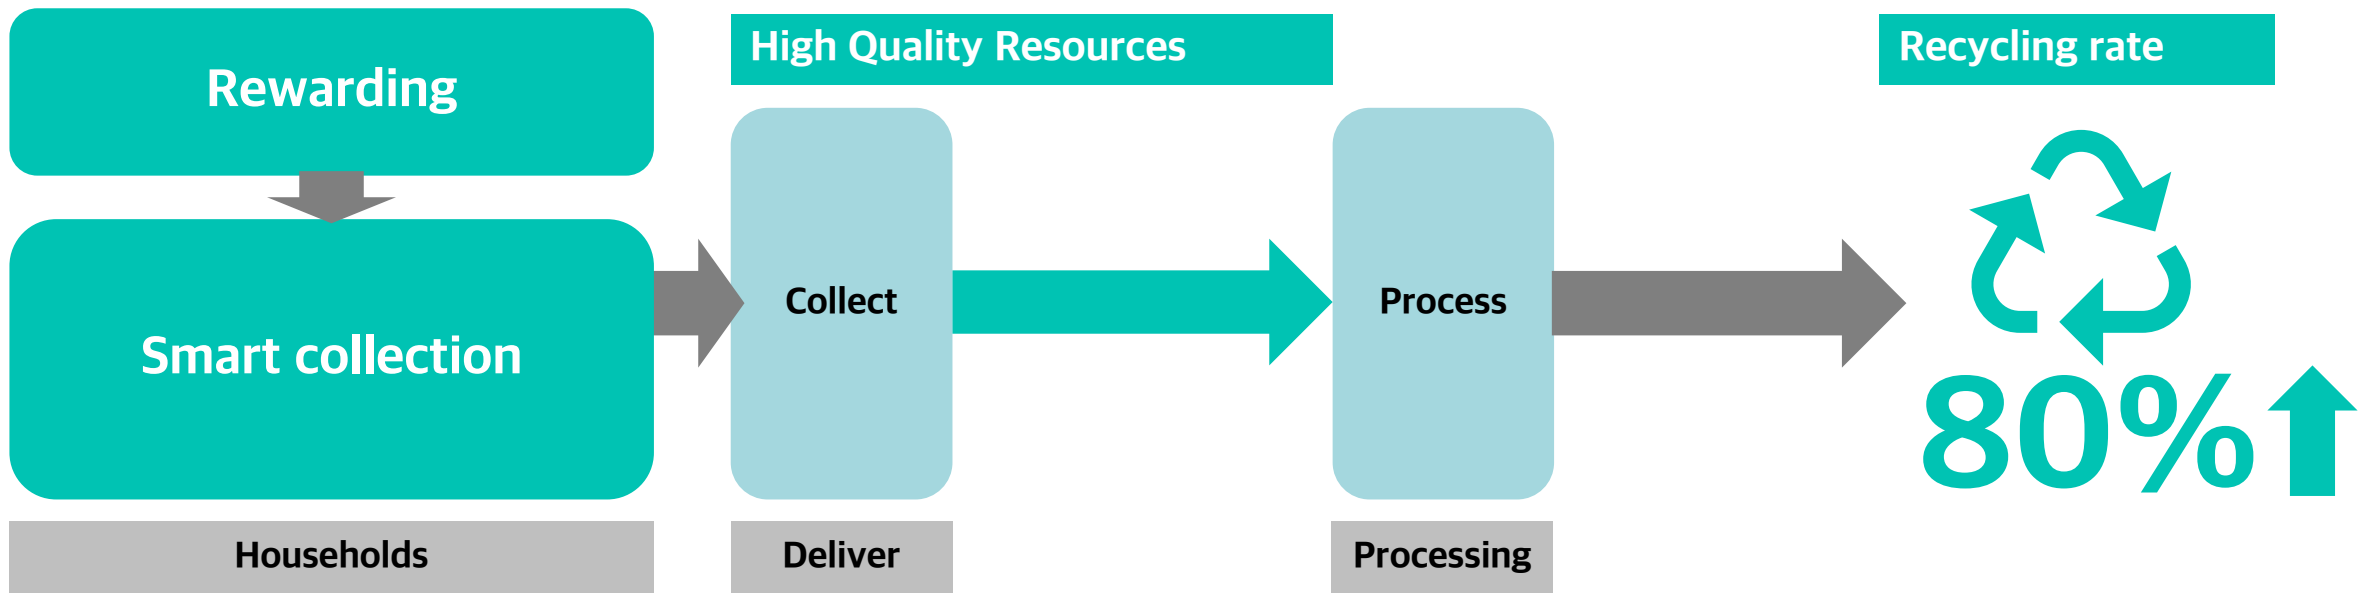 Rewarding
High Quality Resources
Recycling rate
Smart collection
Collect
Process
80%
Households
Deliver
Processing